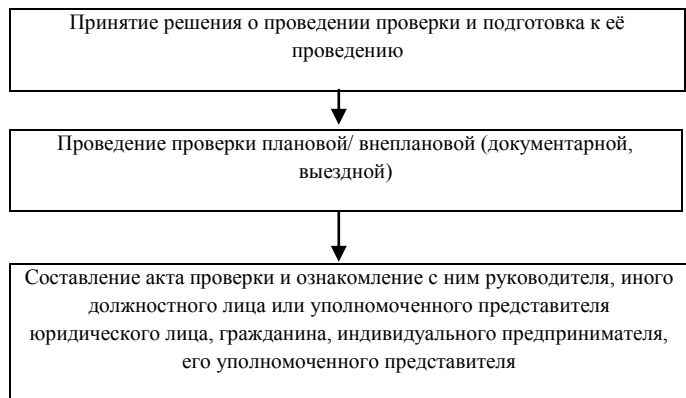 Принятие решения о проведении проверки и подготовка к её
проведению
Проведение проверки плановой/ внеплановой (документарной,
выездной)
Составление акта проверки и ознакомление с ним руководителя, иного
должностного лица или уполномоченного представителя
юридического лица, гражданина, индивидуального предпринимателя,
его уполномоченного представителя